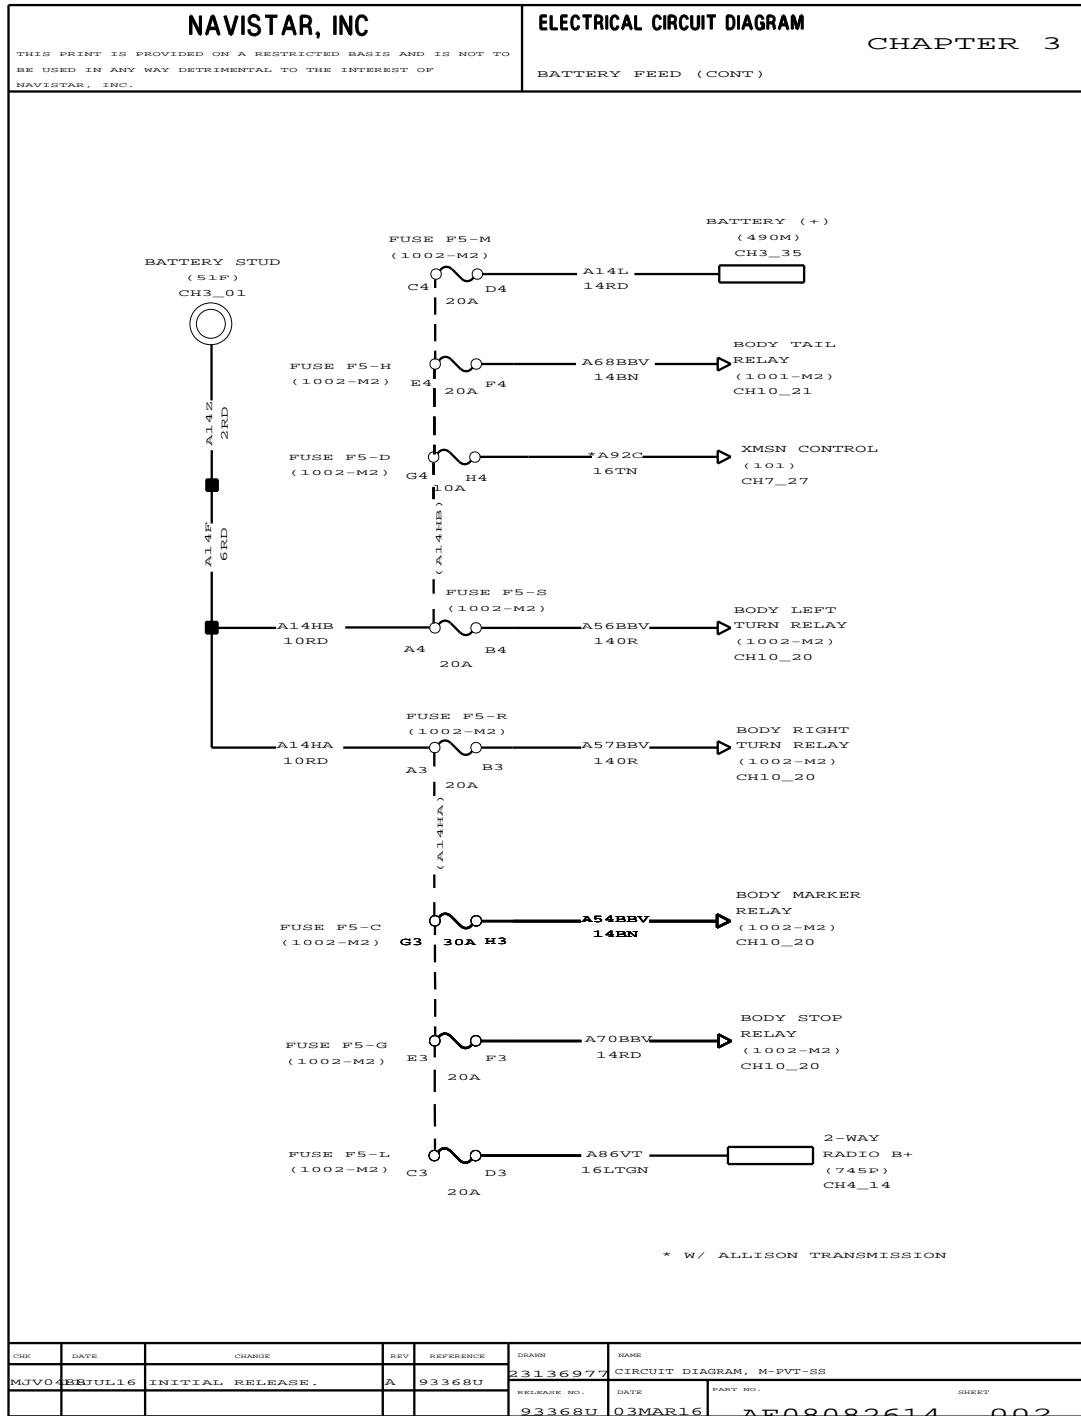 NAVISTAR, INC
THIS PRINT IS PROVIDED ON A RESTRICTED BASIS AND IS NOT TO
BE USED IN ANY WAY DETRIMENTAL TO THE INTEREST OF
NAVISTAR, INC.
ELECTRICAL CIRCUIT DIAGRAM
CHAPTER 3
BATTERY FEED (CONT)
BATTERY STUD
(51F)
CH3_01
A14Z
2RD
A14F
6RD
FUSE F5-M
(1002-M2)
C4
D4
20A
A14L
14RD
BATTERY (+)
(490M)
CH3_35
FUSE F5-H
(1002-M2)
E4
20A
F4
A68BBV
14BN
BODY TAIL
RELAY
(1001-M2)
CH10_21
FUSE F5-D
(1002-M2)
G4
10A
H4
*A92C
16TN
XMSN CONTROL
(101)
CH7_27
(A14HB)
FUSE F5-S
(1002-M2)
A14HB
10RD
A4
B4
20A
A56BBV
14OR
BODY LEFT
TURN RELAY
(1002-M2)
CH10_20
FUSE F5-R
(1002-M2)
A14HA
10RD
A3
B3
20A
A57BBV
14OR
BODY RIGHT
TURN RELAY
(1002-M2)
CH10_20
(A14HA)
FUSE F5-C
(1002-M2)
G3
30A
H3
A54BBV
14BN
BODY MARKER
RELAY
(1002-M2)
CH10_20
FUSE F5-G
(1002-M2)
E3
F3
20A
A70BBV
14RD
BODY STOP
RELAY
(1002-M2)
CH10_20
FUSE F5-L
(1002-M2)
C3
D3
20A
A86VT
16LTGN
2-WAY
RADIO B+
(745P)
CH4_14
* W/ ALLISON TRANSMISSION
CHK DATE CHANGE REV REFERENCE
INITIAL RELEASE. A 93368U
DRAWN
23136977
NAME
CIRCUIT DIAGRAM, M-PVT-SS
RELEASE NO.
93368U
DATE
03MAR16
PART NO.
AE08082614
SHEET
002